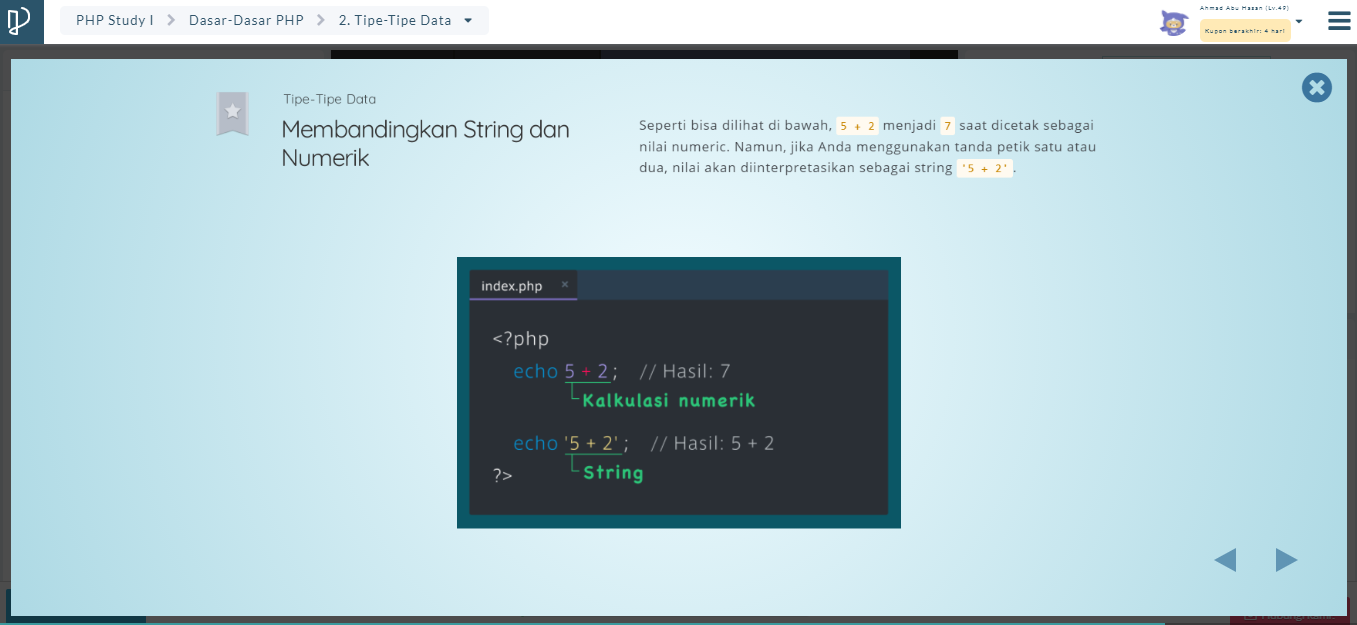 PHP Study I
Dasar-Dasar PHP
2. Tipe-Tipe Data
Ahmad Abu Hasan (Lv.49)
Kupon berakhir: 4 hari
Tipe-Tipe Data
Membandingkan String dan
Numerik
Seperti bisa dilihat di bawah, 5 + 2 menjadi 7 saat dicetak sebagai
nilai numeric. Namun, jika Anda menggunakan tanda petik satu atau
dua, nilai akan diinterpretasikan sebagai string '5 + 2'.
index.php ×
<?php
echo 5 + 2; // Hasil: 7
Kalkulasi numerik
echo '5 + 2'; // Hasil: 5 + 2
String
?>